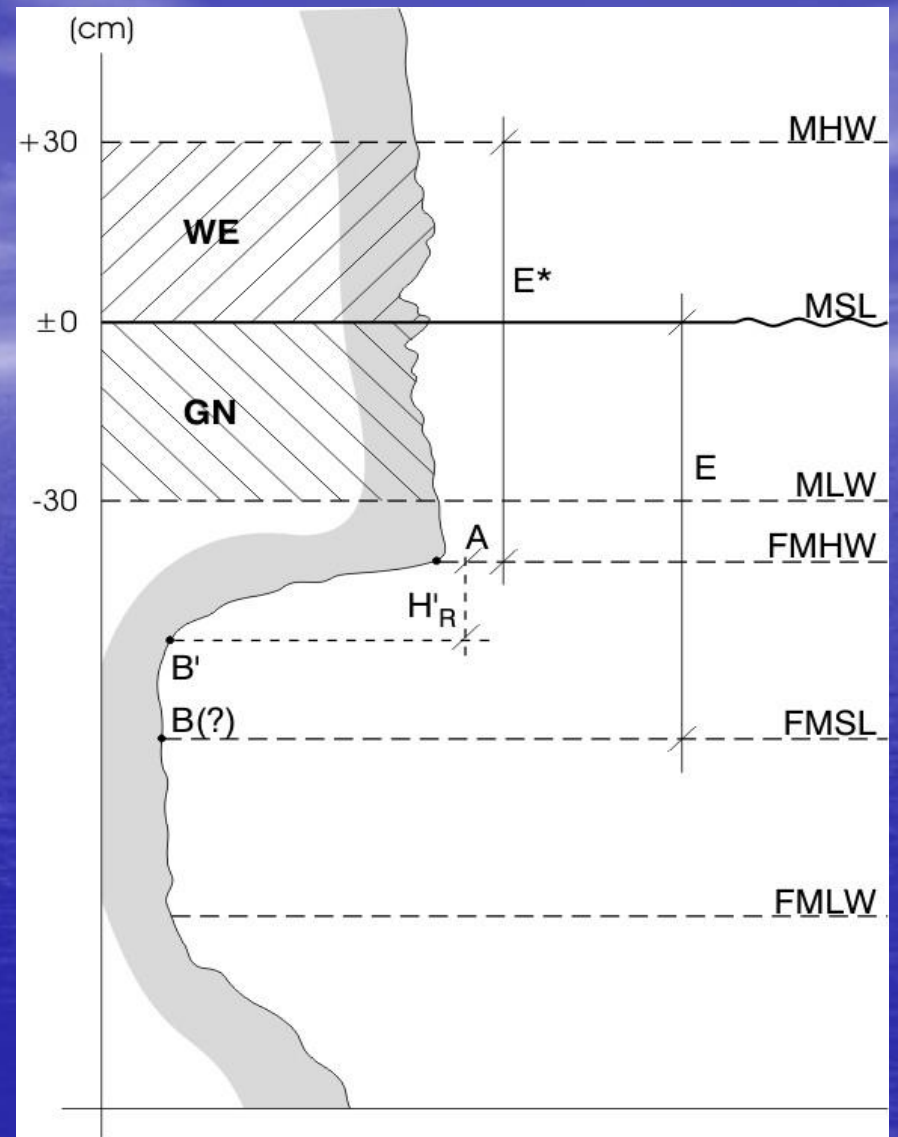 (cm)
+30
MHW
WE
E*
±0
MSL
GN
E
-30
MLW
A
FMHW
H'R
B'
B(?)
FMSL
FMLW